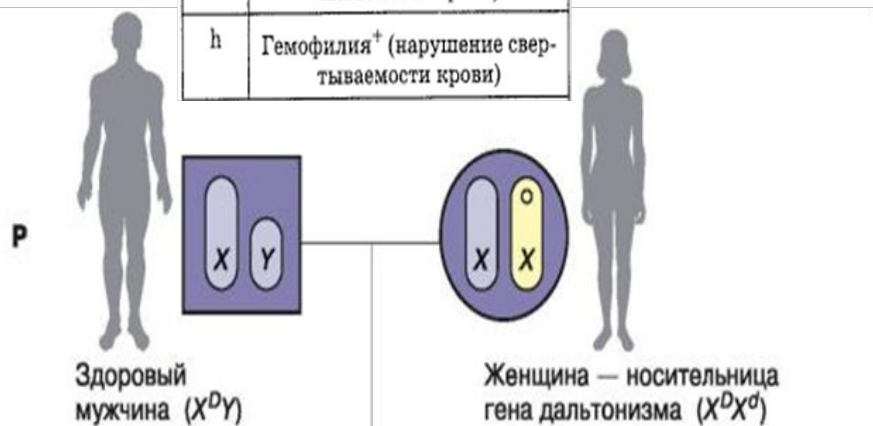 h Гемофилия⁺ (нарушение свер-
тываемости крови)
P
X Y X X
Здоровый
мужчина (XᴰY)
Женщина — носительница
гена дальтонизма (XᴰXᵈ)